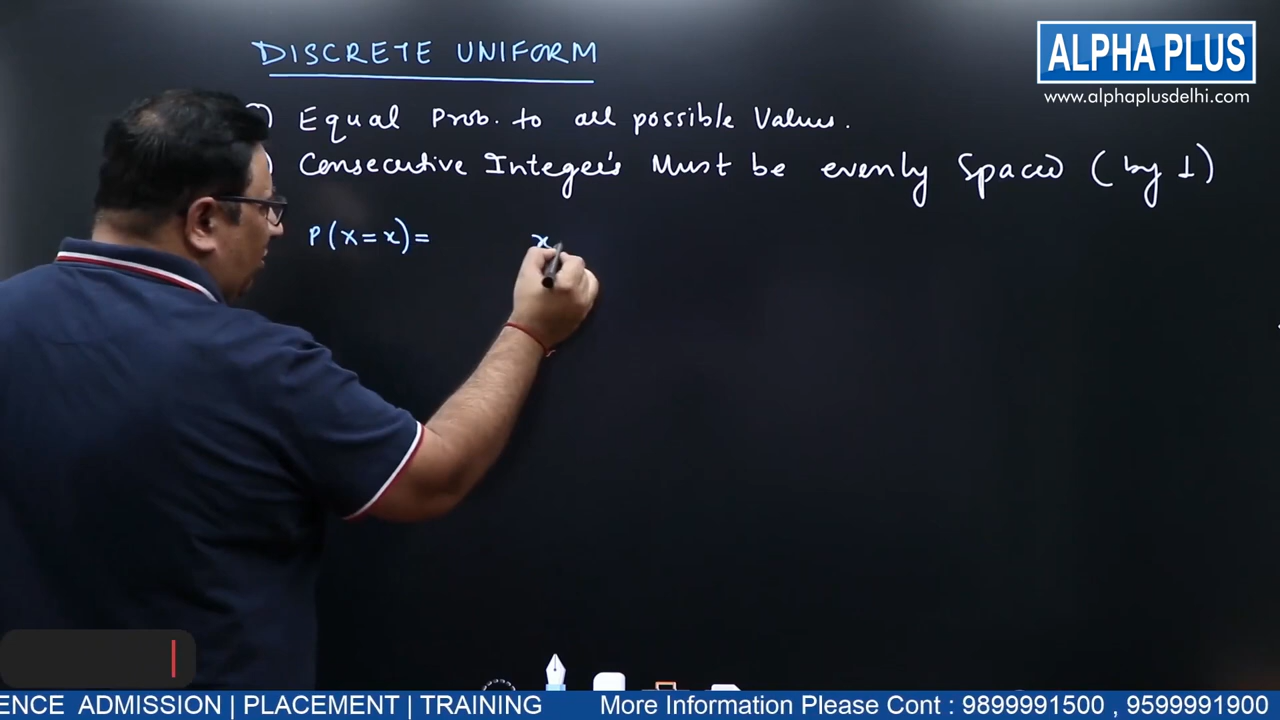 DISCRETE UNIFORM
ALPHA PLUS
www.alphaplusdelhi.com
Equal Prob. to all possible Values.
Consecutive Integers Must be evenly Spaced (by 1)
P(X=x)= x
ENCE ADMISSION | PLACEMENT | TRAINING More Information Please Cont : 9899991500 , 9599991900